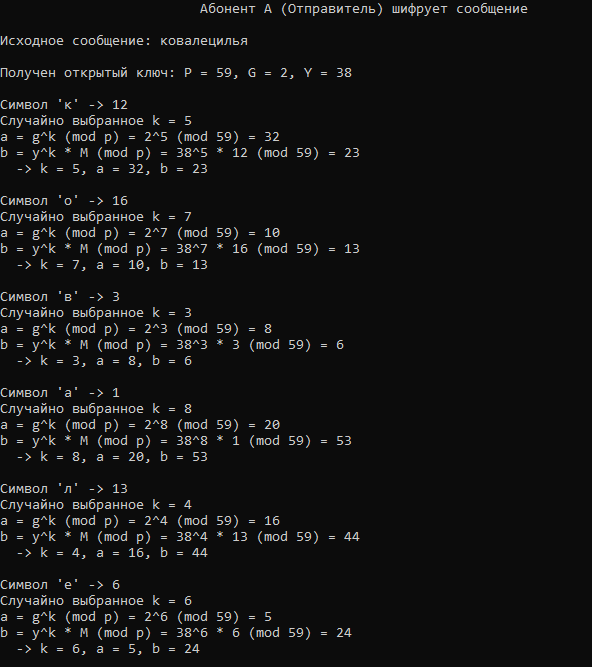 Абонент А (Отправитель) шифрует сообщение
Исходное сообщение: ковалецилья
Получен открытый ключ: P = 59, G = 2, Y = 38
Символ 'к' -> 12
Случайно выбранное k = 5
a = g^k (mod p) = 2^5 (mod 59) = 32
b = y^k * M (mod p) = 38^5 * 12 (mod 59) = 23
-> k = 5, a = 32, b = 23
Символ 'о' -> 16
Случайно выбранное k = 7
a = g^k (mod p) = 2^7 (mod 59) = 10
b = y^k * M (mod p) = 38^7 * 16 (mod 59) = 13
-> k = 7, a = 10, b = 13
Символ 'в' -> 3
Случайно выбранное k = 3
a = g^k (mod p) = 2^3 (mod 59) = 8
b = y^k * M (mod p) = 38^3 * 3 (mod 59) = 6
-> k = 3, a = 8, b = 6
Символ 'а' -> 1
Случайно выбранное k = 8
a = g^k (mod p) = 2^8 (mod 59) = 20
b = y^k * M (mod p) = 38^8 * 1 (mod 59) = 53
-> k = 8, a = 20, b = 53
Символ 'л' -> 13
Случайно выбранное k = 4
a = g^k (mod p) = 2^4 (mod 59) = 16
b = y^k * M (mod p) = 38^4 * 13 (mod 59) = 44
-> k = 4, a = 16, b = 44
Символ 'е' -> 6
Случайно выбранное k = 6
a = g^k (mod p) = 2^6 (mod 59) = 5
b = y^k * M (mod p) = 38^6 * 6 (mod 59) = 24
-> k = 6, a = 5, b = 24